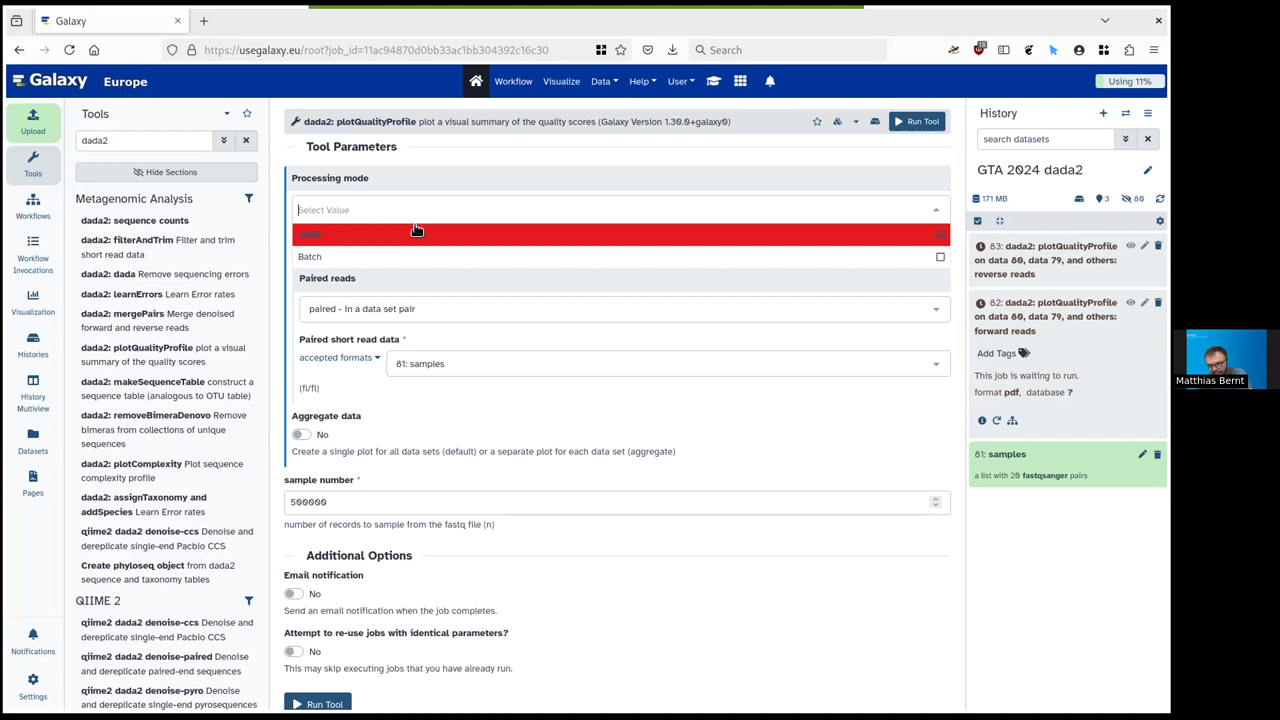 Galaxy
https://usegalaxy.eu/root?job_id=11ac94870d0bb33ac1bb304392c16c30
Search
Galaxy Europe
Workflow Visualize Data Help User
Using 11%
Upload
Tools
Workflows
Workflow
Invocations
Visualization
Histories
History
Multiview
Datasets
Pages
Notifications
Settings
Tools
dada2
Hide Sections
Metagenomic Analysis
dada2: sequence counts
dada2: filterAndTrim Filter and trim
short read data
dada2: dada Remove sequencing errors
dada2: learnErrors Learn Error rates
dada2: mergePairs Merge denoised
forward and reverse reads
dada2: plotQualityProfile plot a visual
summary of the quality scores
dada2: makeSequenceTable construct a
sequence table (analogous to OTU table)
dada2: removeBimeraDenovo Remove
bimeras from collections of unique
sequences
dada2: plotComplexity Plot sequence
complexity profile
dada2: assignTaxonomy and
addSpecies Learn Error rates
qiime2 dada2 denoise-ccs Denoise and
dereplicate single-end Pacbio CCS
Create phyloseq object from dada2
sequence and taxonomy tables
QIIME 2
qiime2 dada2 denoise-ccs Denoise and
dereplicate single-end Pacbio CCS
qiime2 dada2 denoise-paired Denoise
and dereplicate paired-end sequences
qiime2 dada2 denoise-pyro Denoise
and dereplicate single-end pyrosequences
dada2: plotQualityProfile plot a visual summary of the quality scores (Galaxy Version 1.30.0+galaxy0)
Run Tool
Tool Parameters
Processing mode
Select Value
Batch
Paired reads
paired - in a data set pair
Paired short read data *
accepted formats
81: samples
(fl/fl)
Aggregate data
No
Create a single plot for all data sets (default) or a separate plot for each data set (aggregate)
sample number *
500000
number of records to sample from the fastq file (n)
Additional Options
Email notification
No
Send an email notification when the job completes.
Attempt to re-use jobs with identical parameters?
No
This may skip executing jobs that you have already run.
Run Tool
History
search datasets
GTA 2024 dada2
171 MB
3
80
83: dada2: plotQualityProfile
on data 80, data 79, and others:
reverse reads
82: dada2: plotQualityProfile
on data 80, data 79, and others:
forward reads
Add Tags
This job is waiting to run.
format pdf, database ?
81: samples
a list with 20 fastqsanger pairs
Matthias Bernt